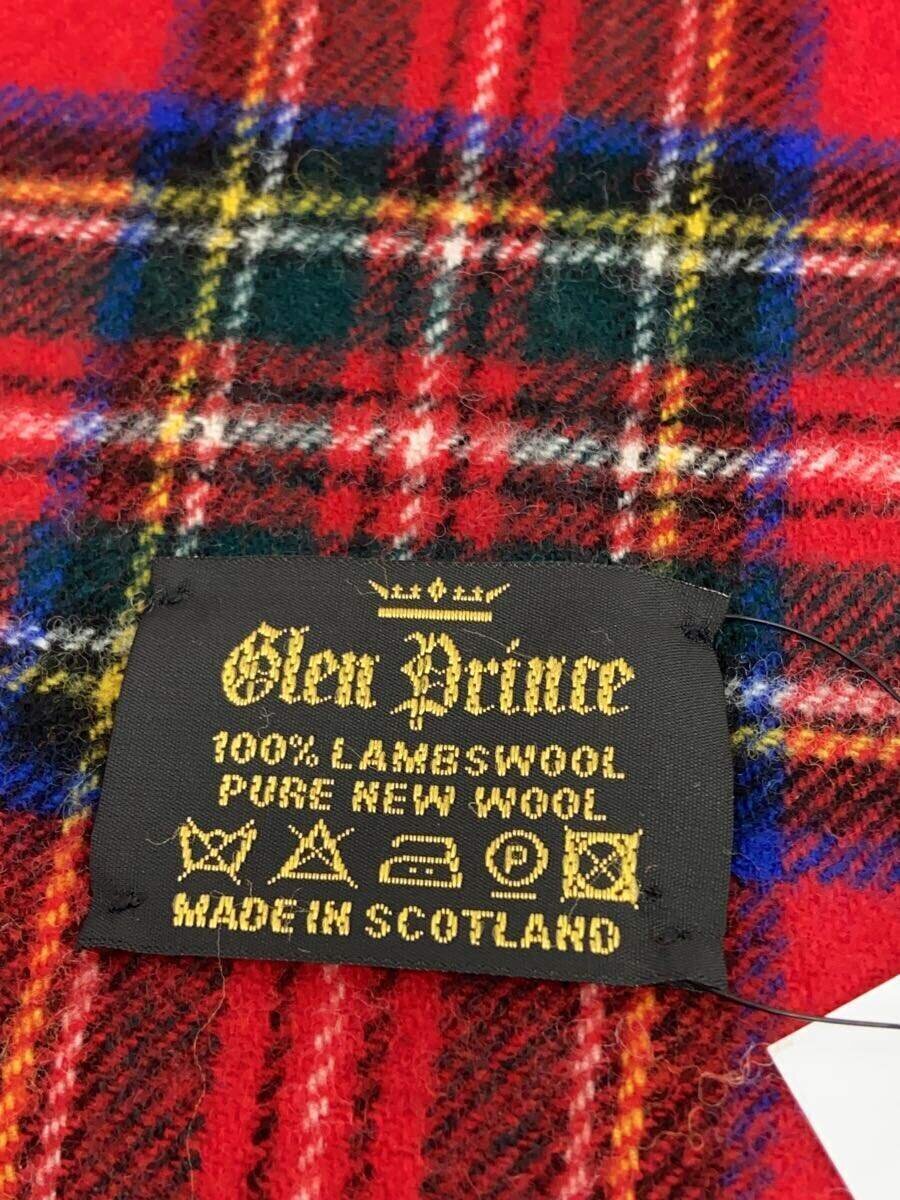 Glen Prince
100% LAMBSWOOL
PURE NEW WOOL
P
MADE IN SCOTLAND